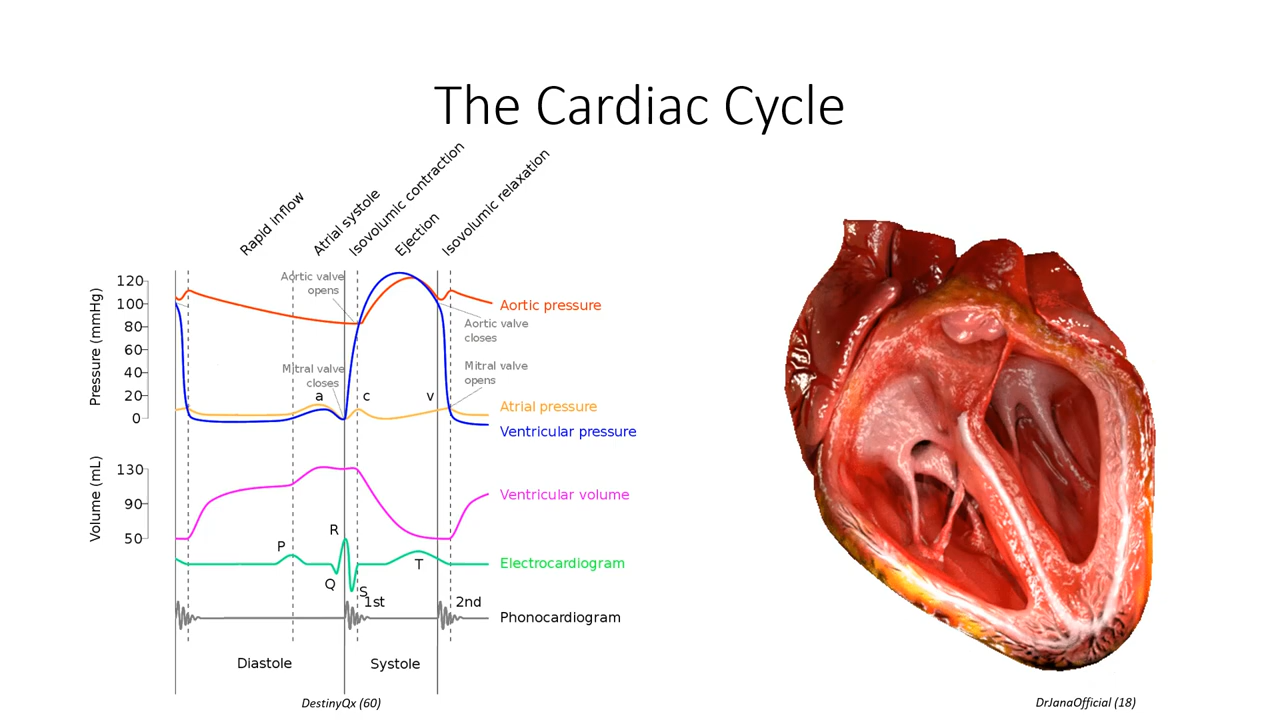 The Cardiac Cycle
Rapid inflow
Atrial systole
Isovolumic contraction
Ejection
Isovolumic relaxation
Pressure (mmHg)
120
100
80
60
40
20
0
Aortic valve
opens
Aortic valve
closes
Mitral valve
closes
Mitral valve
opens
a
c
v
Aortic pressure
Atrial pressure
Ventricular pressure
Volume (mL)
130
90
50
Ventricular volume
R
P
Q
S
T
Electrocardiogram
1st
2nd
Phonocardiogram
Diastole
Systole
DestinyQx (60)
DrJanaOfficial (18)